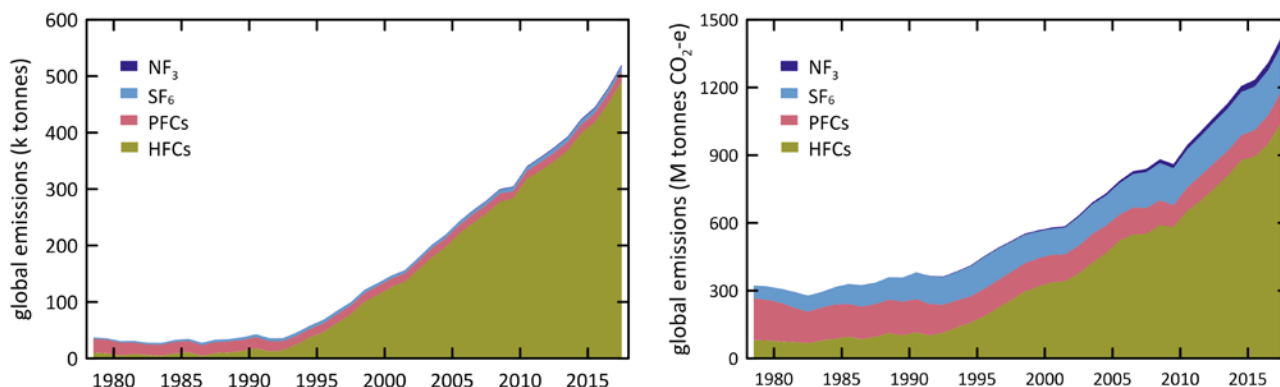 global emissions (k tonnes)
600
500
400
300
200
100
0
NF₃
SF₆
PFCs
HFCs
1980 1985 1990 1995 2000 2005 2010 2015
global emissions (M tonnes CO₂-e)
1500
1200
900
600
300
0
NF₃
SF₆
PFCs
HFCs
1980 1985 1990 1995 2000 2005 2010 2015